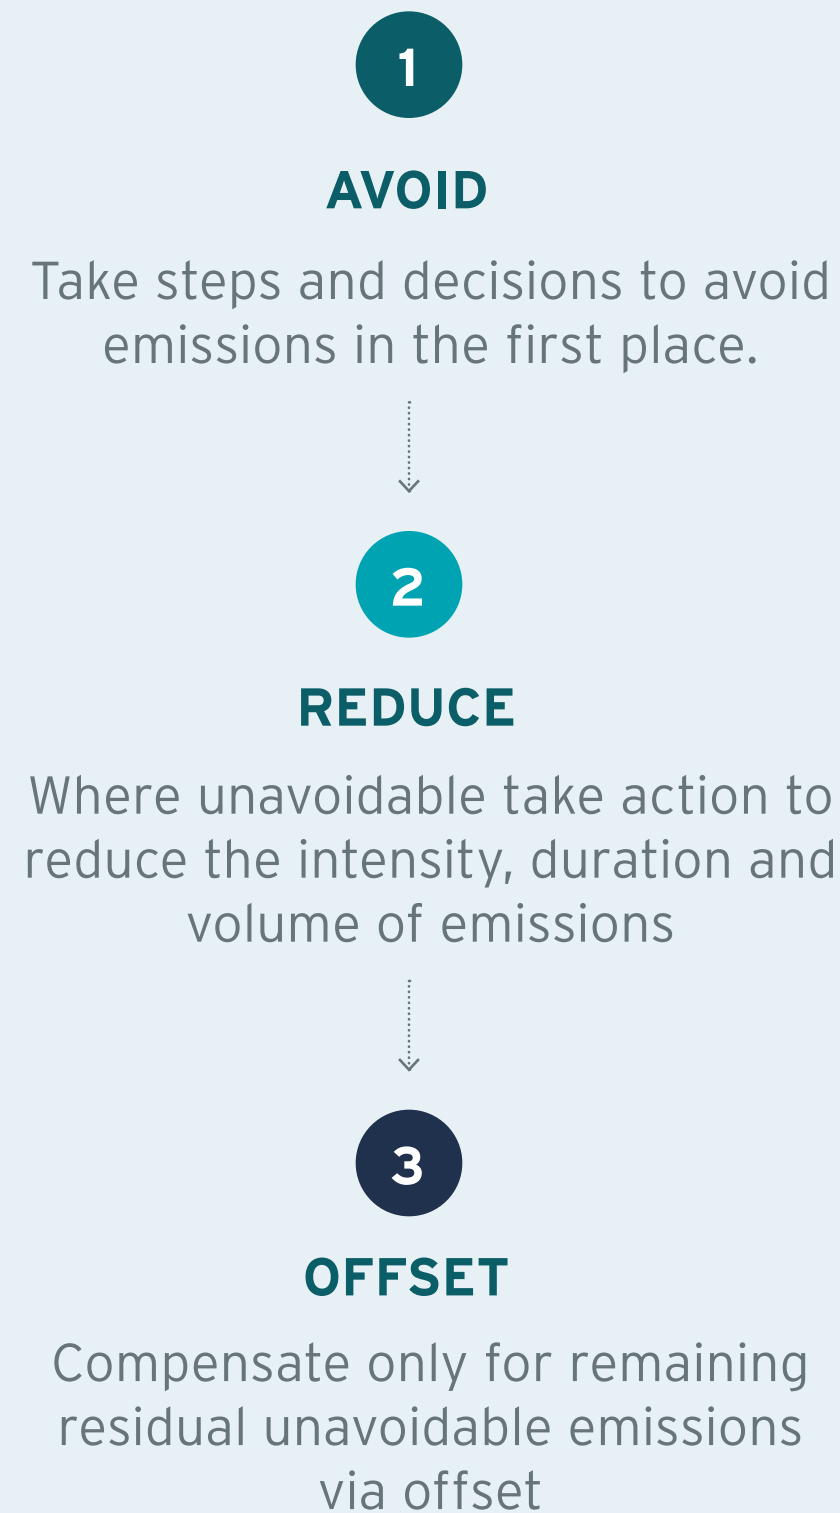 1
AVOID
Take steps and decisions to avoid
emissions in the first place.
2
REDUCE
Where unavoidable take action to
reduce the intensity, duration and
volume of emissions
3
OFFSET
Compensate only for remaining
residual unavoidable emissions
via offset